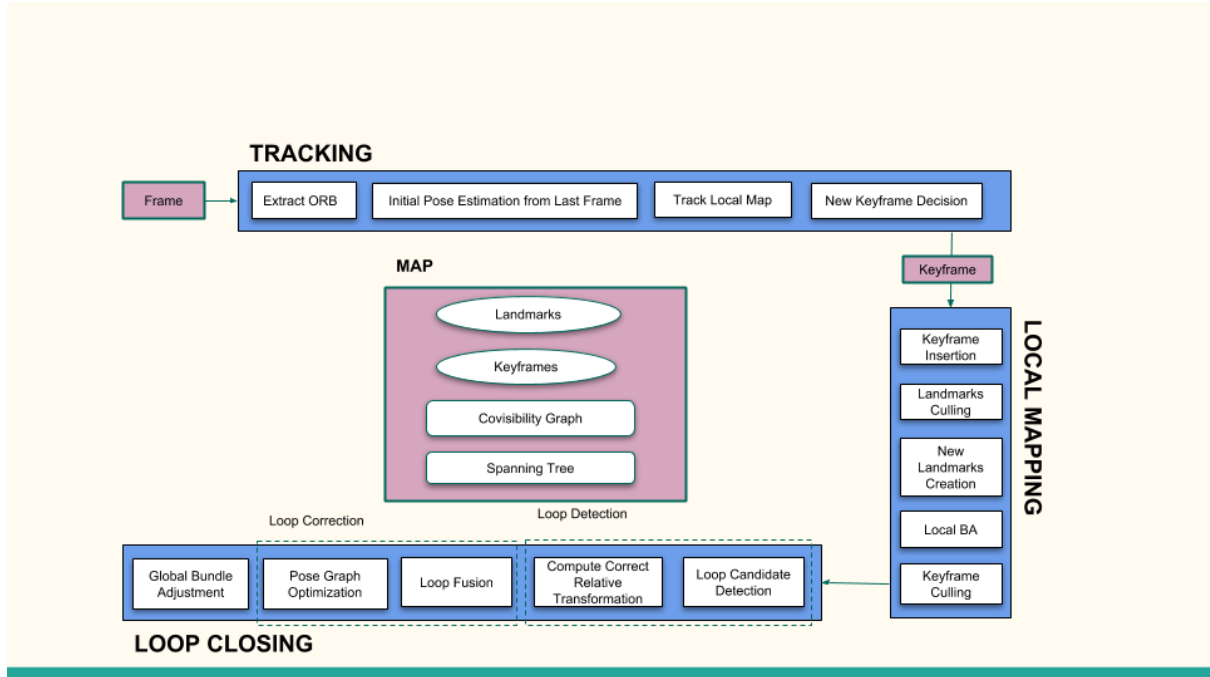 TRACKING
Frame
Extract ORB
Initial Pose Estimation from Last Frame
Track Local Map
New Keyframe Decision
Keyframe
MAP
Landmarks
Keyframes
Covisibility Graph
Spanning Tree
LOCAL MAPPING
Keyframe
Insertion
Landmarks
Culling
New
Landmarks
Creation
Local BA
Keyframe
Culling
Loop Correction
Loop Detection
Global Bundle
Adjustment
Pose Graph
Optimization
Loop Fusion
Compute Correct
Relative
Transformation
Loop Candidate
Detection
LOOP CLOSING